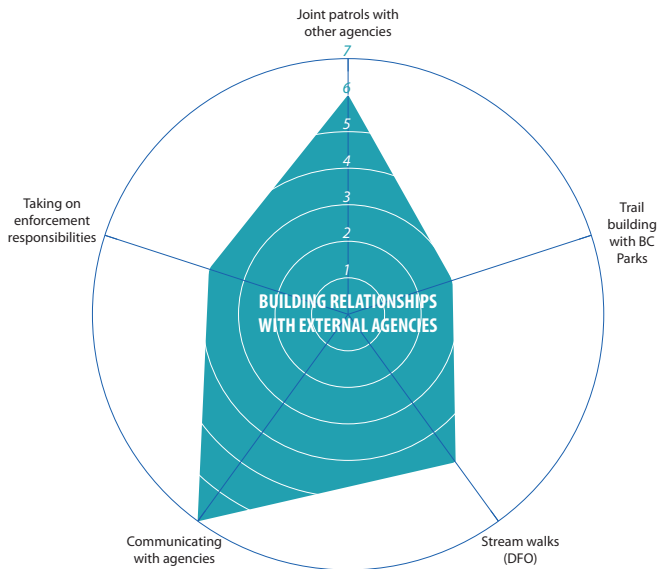 Joint patrols with
other agencies
7
6
5
4
3
2
1
Taking on
enforcement
responsibilities
Trail
building
with BC
Parks
BUILDING RELATIONSHIPS
WITH EXTERNAL AGENCIES
Communicating
with agencies
Stream walks
(DFO)